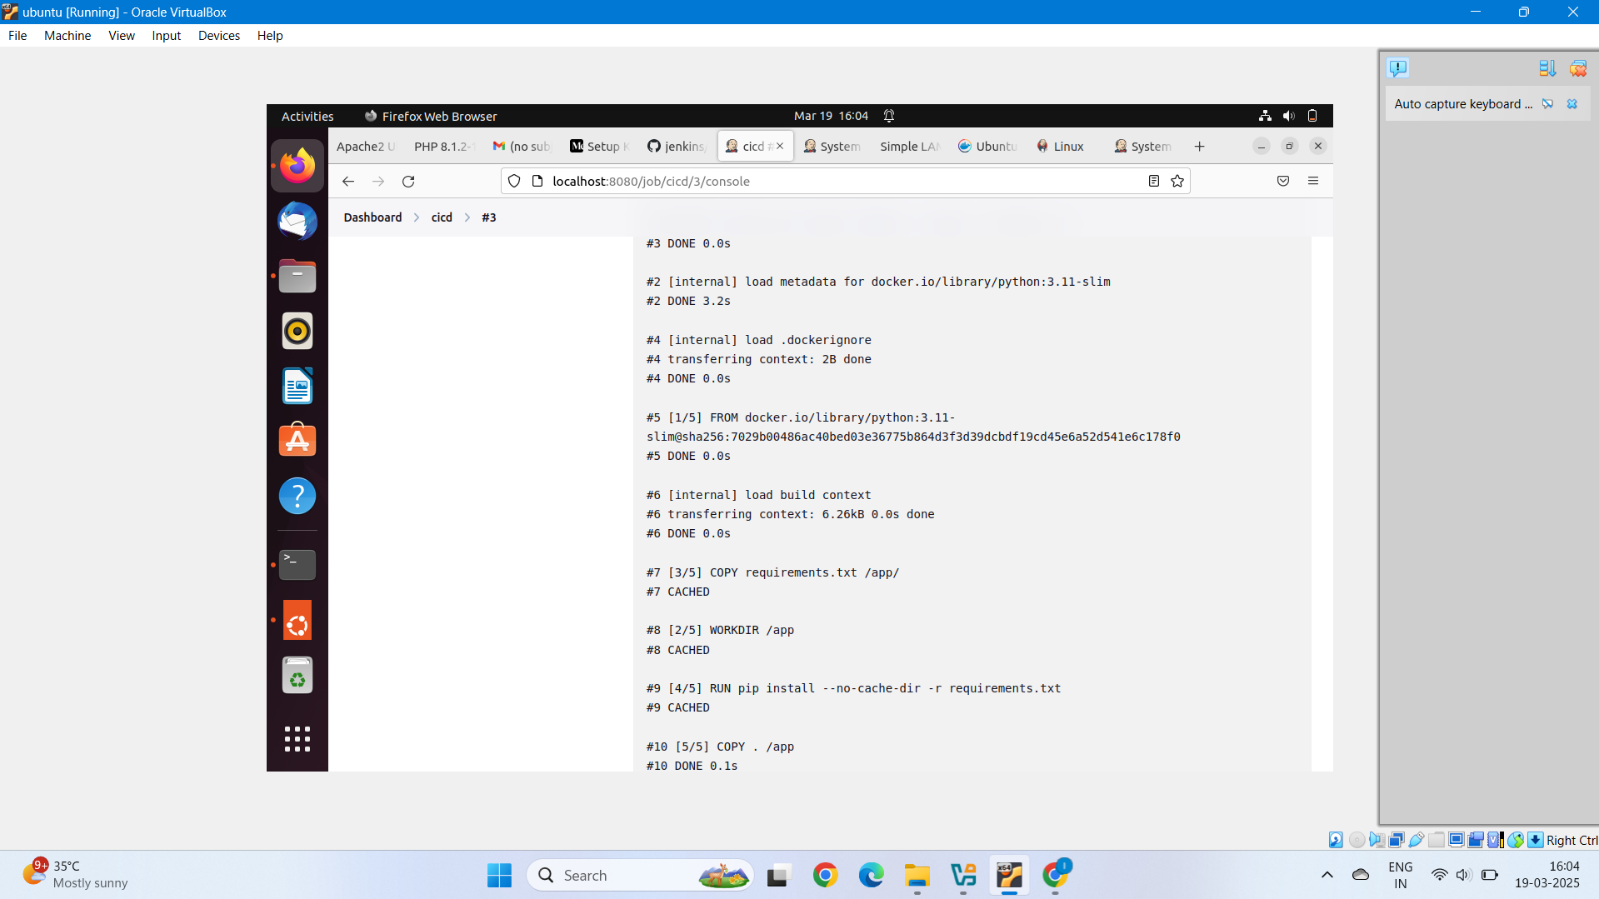 ubuntu [Running] - Oracle VirtualBox
File Machine View Input Devices Help
Auto capture keyboard ...
Activities
Firefox Web Browser
Mar 19 16:04
Apache2 U
PHP 8.1.2-
(no sub
Setup
jenkins/
cicd #
System
Simple LAN
Ubuntu
Linux
System
localhost:8080/job/cicd/3/console
Dashboard > cicd > #3
#3 DONE 0.0s
#2 [internal] load metadata for docker.io/library/python:3.11-slim
#2 DONE 3.2s
#4 [internal] load .dockerignore
#4 transferring context: 2B done
#4 DONE 0.0s
#5 [1/5] FROM docker.io/library/python:3.11-
slim@sha256:7029b00486ac40bed03e36775b864d3f3d39dcbdf19cd45e6a52d541e6c178f0
#5 DONE 0.0s
#6 [internal] load build context
#6 transferring context: 6.26kB 0.0s done
#6 DONE 0.0s
#7 [3/5] COPY requirements.txt /app/
#7 CACHED
#8 [2/5] WORKDIR /app
#8 CACHED
#9 [4/5] RUN pip install --no-cache-dir -r requirements.txt
#9 CACHED
#10 [5/5] COPY . /app
#10 DONE 0.1s
Right Ctrl
9+
35°C
Mostly sunny
Search
ENG
IN
16:04
19-03-2025